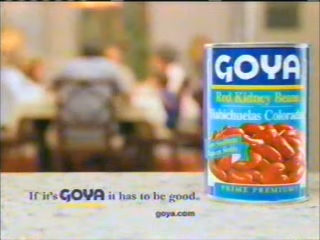 GOYA
Red Kidney Beans
Habichuelas Coloradas
PRIME PREMIUM
If it's GOYA it has to be good.
goya.com